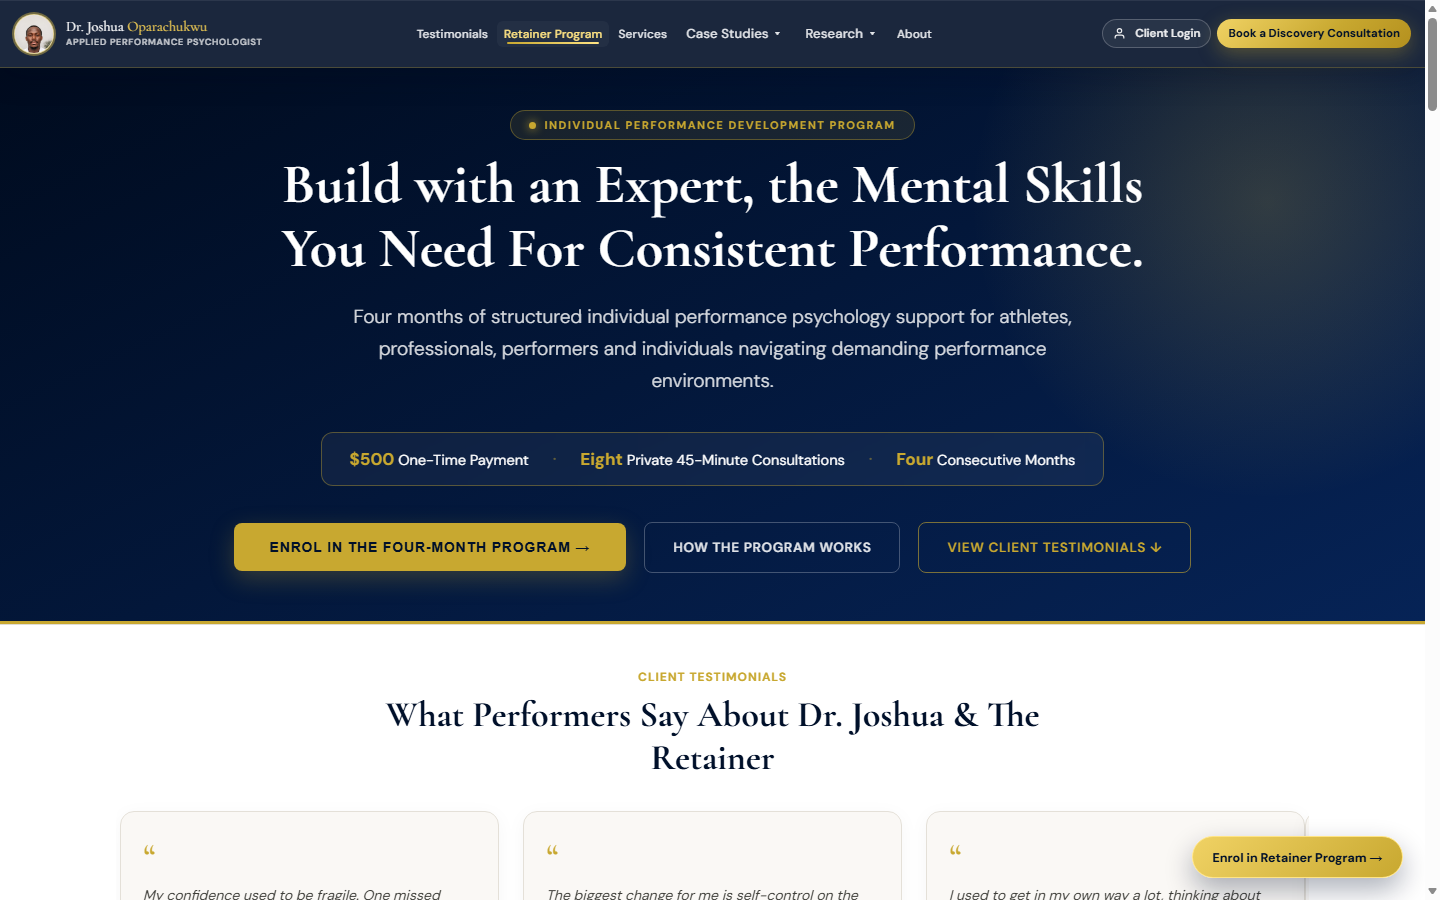 Dr. Joshua Oparachukwu
APPLIED PERFORMANCE PSYCHOLOGIST
Testimonials
Retainer Program
Services
Case Studies
Research
About
Client Login
Book a Discovery Consultation
INDIVIDUAL PERFORMANCE DEVELOPMENT PROGRAM
Build with an Expert, the Mental Skills
You Need For Consistent Performance.
Four months of structured individual performance psychology support for athletes,
professionals, performers and individuals navigating demanding performance
environments.
$500 One-Time Payment · Eight Private 45-Minute Consultations · Four Consecutive Months
ENROL IN THE FOUR-MONTH PROGRAM →
HOW THE PROGRAM WORKS
VIEW CLIENT TESTIMONIALS ↓
CLIENT TESTIMONIALS
What Performers Say About Dr. Joshua & The
Retainer
“
My confidence used to be fragile. One missed
“
The biggest change for me is self-control on the
“
I used to get in my own way a lot, thinking about
Enrol in Retainer Program →